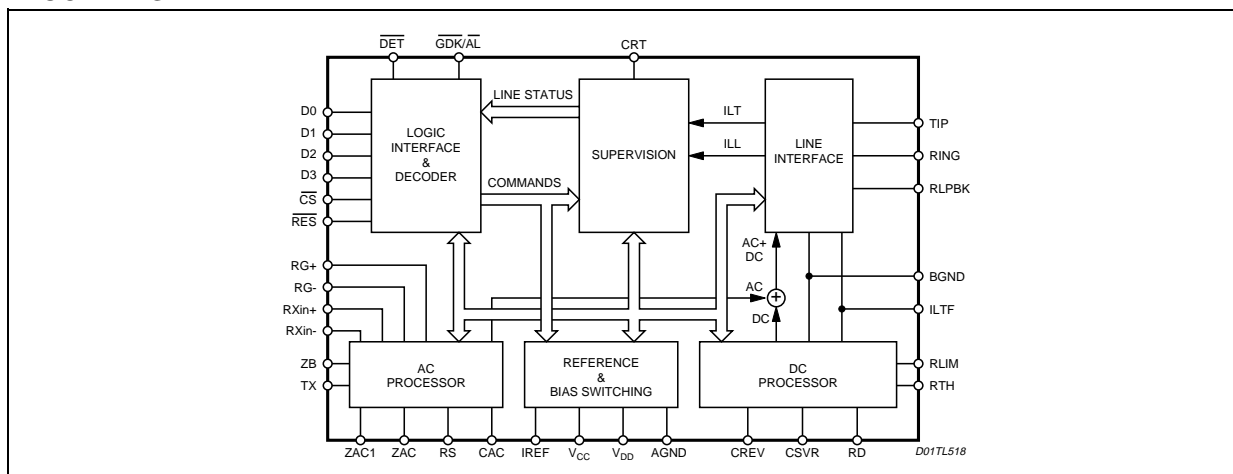 DET
GDK/AL
CRT
D0
D1
D2
D3
CS
RES
LOGIC
INTERFACE
&
DECODER
LINE STATUS
COMMANDS
SUPERVISION
ILT
ILL
LINE
INTERFACE
TIP
RING
RLPBK
AC+
DC
AC
+
DC
BGND
ILTF
RG+
RG-
RXin+
RXin-
ZB
TX
AC
PROCESSOR
REFERENCE
&
BIAS SWITCHING
DC
PROCESSOR
RLIM
RTH
ZAC1
ZAC
RS
CAC
IREF
VCC
VDD
AGND
CREV
CSVR
RD
D01TL518